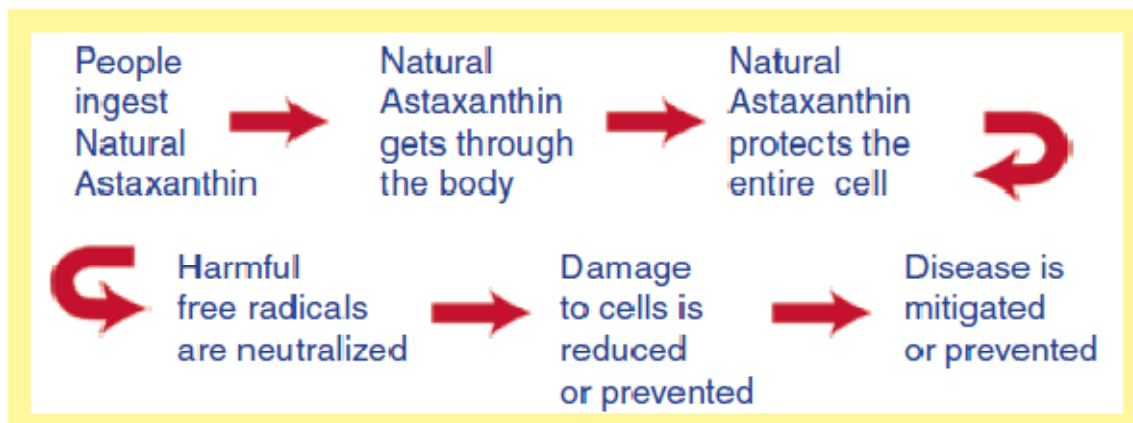 People
ingest
Natural
Astaxanthin
Natural
Astaxanthin
gets through
the body
Natural
Astaxanthin
protects the
entire cell
Harmful
free radicals
are neutralized
Damage
to cells is
reduced
or prevented
Disease is
mitigated
or prevented